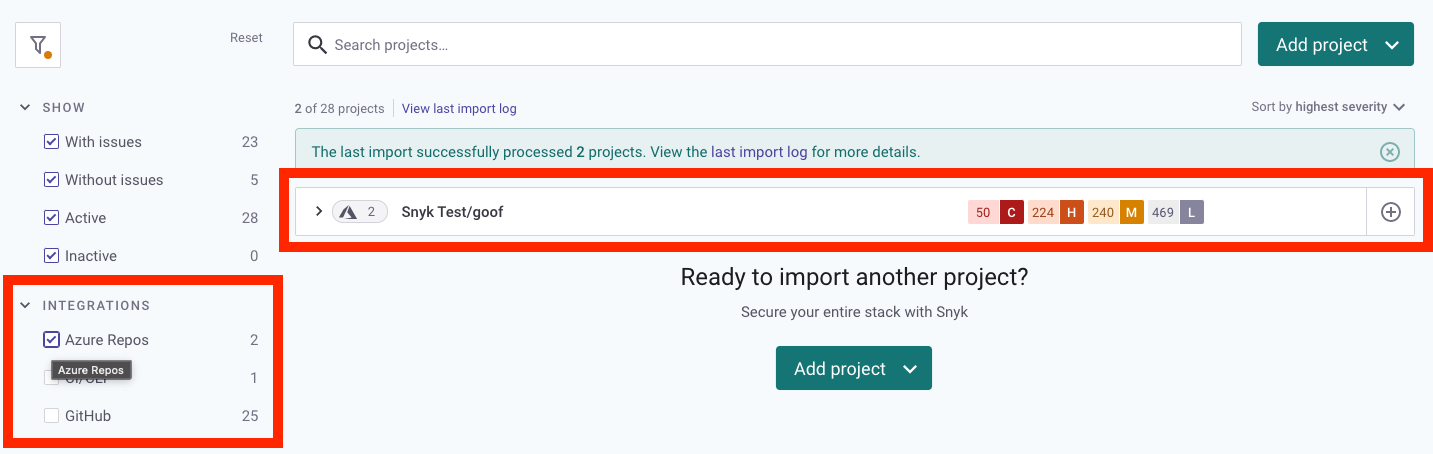 Reset
Search projects...
Add project
SHOW
With issues 23
Without issues 5
Active 28
Inactive 0
INTEGRATIONS
Azure Repos 2
Azure Repos
1
GitHub 25
2 of 28 projects View last import log
Sort by highest severity
The last import successfully processed 2 projects. View the last import log for more details.
2 Snyk Test/goof 50 C 224 H 240 M 469 L
Ready to import another project?
Secure your entire stack with Snyk
Add project